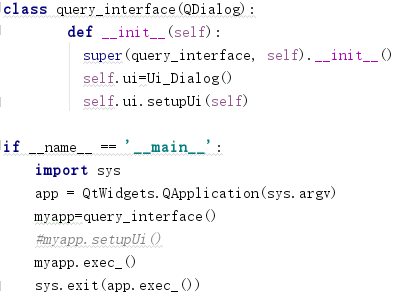 class query_interface(QDialog):
def __init__(self):
super(query_interface, self).__init__()
self.ui=Ui_Dialog()
self.ui.setupUi(self)
if __name__ == '__main__':
import sys
app = QtWidgets.QApplication(sys.argv)
myapp=query_interface()
#myapp.setupUi()
myapp.exec_()
sys.exit(app.exec_())